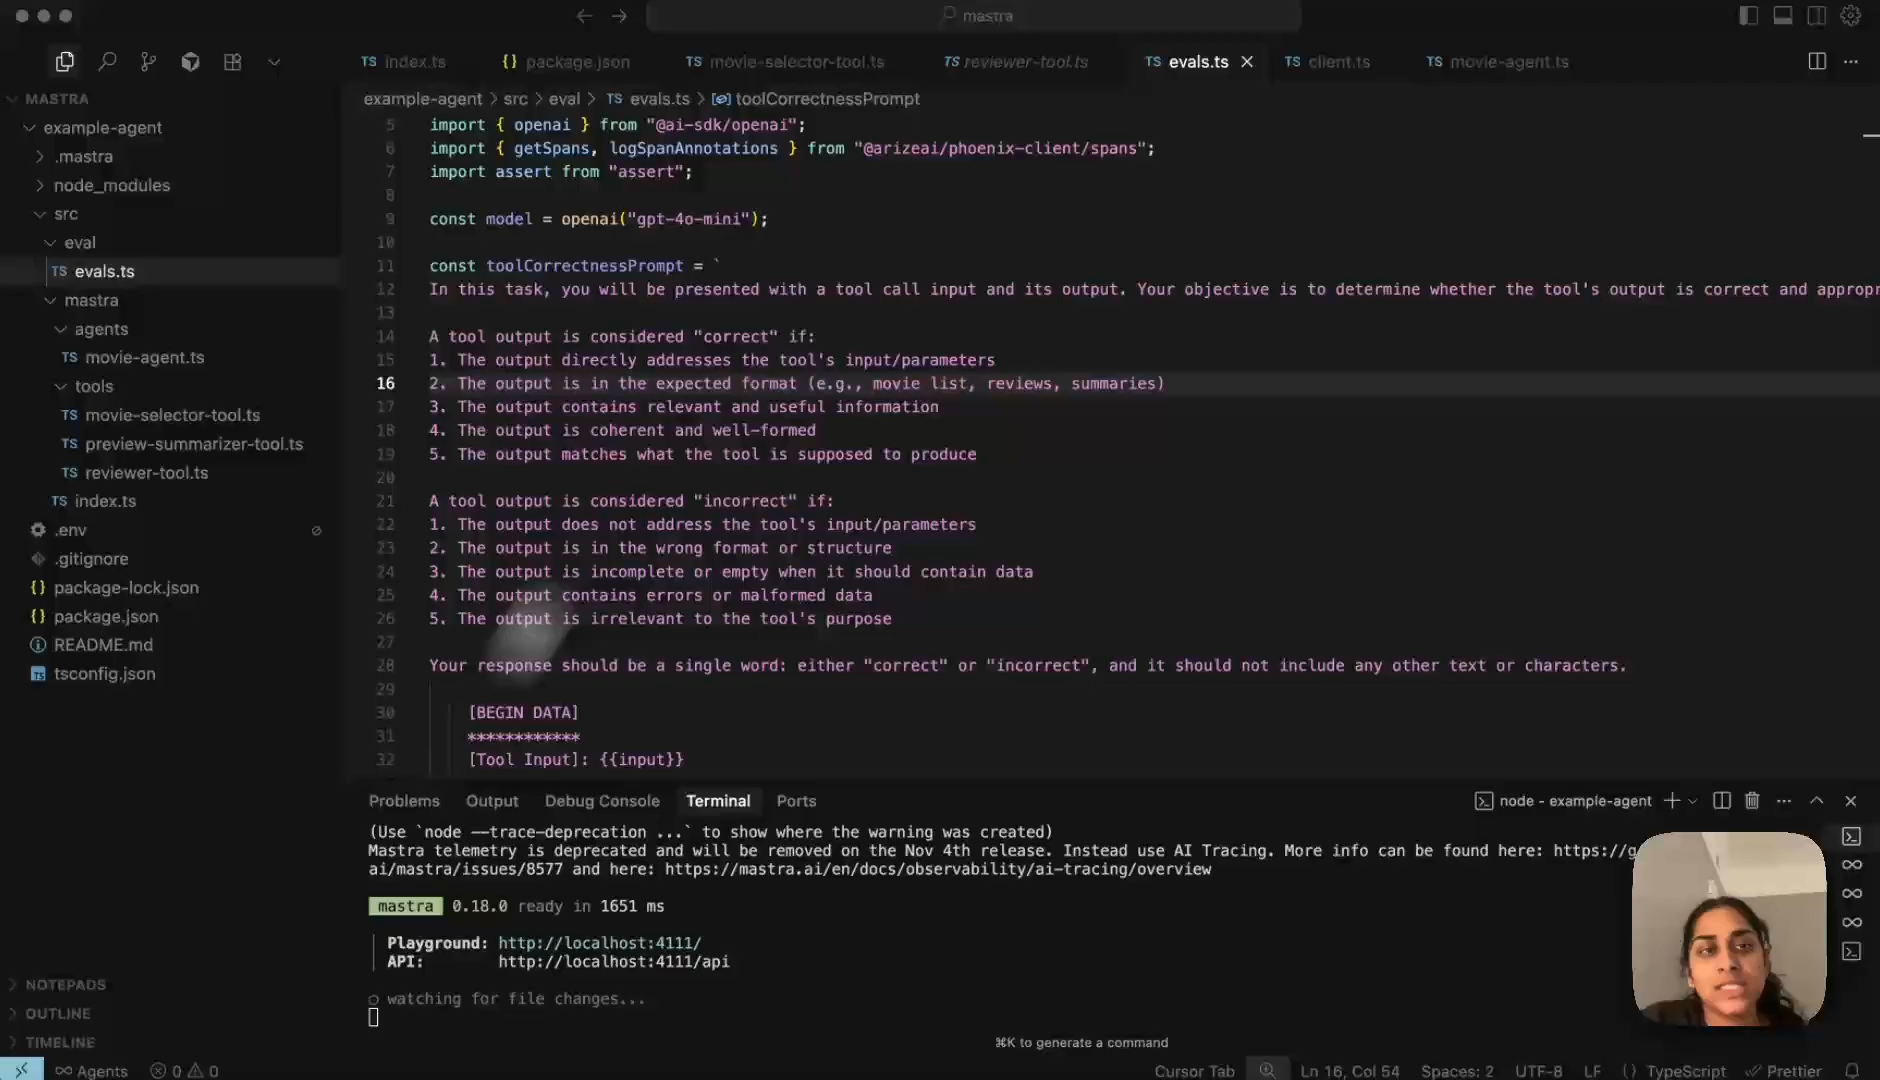 mastra
TS index.ts
{} package.json
TS movie-selector-tool.ts
TS reviewer-tool.ts
TS evals.ts
TS client.ts
TS movie-agent.ts
MASTRA
example-agent
.mastra
node_modules
src
eval
TS evals.ts
mastra
agents
TS movie-agent.ts
tools
TS movie-selector-tool.ts
TS preview-summarizer-tool.ts
TS reviewer-tool.ts
TS index.ts
.env
.gitignore
{} package-lock.json
{} package.json
README.md
tsconfig.json
NOTEPADS
OUTLINE
TIMELINE
example-agent > src > eval > TS evals.ts > toolCorrectnessPrompt
5 import { openai } from "@ai-sdk/openai";
6 import { getSpans, logSpanAnnotations } from "@arizeai/phoenix-client/spans";
7 import assert from "assert";
8
9 const model = openai("gpt-4o-mini");
10
11 const toolCorrectnessPrompt = `
12 In this task, you will be presented with a tool call input and its output. Your objective is to determine whether the tool's output is correct and appropr
13
14 A tool output is considered "correct" if:
15 1. The output directly addresses the tool's input/parameters
16 2. The output is in the expected format (e.g., movie list, reviews, summaries)
17 3. The output contains relevant and useful information
18 4. The output is coherent and well-formed
19 5. The output matches what the tool is supposed to produce
20
21 A tool output is considered "incorrect" if:
22 1. The output does not address the tool's input/parameters
23 2. The output is in the wrong format or structure
24 3. The output is incomplete or empty when it should contain data
25 4. The output contains errors or malformed data
26 5. The output is irrelevant to the tool's purpose
27
28 Your response should be a single word: either "correct" or "incorrect", and it should not include any other text or characters.
29
30 [BEGIN DATA]
31 ************
32 [Tool Input]: {{input}}
Problems Output Debug Console Terminal Ports
node - example-agent
(Use `node --trace-deprecation ...` to show where the warning was created)
Mastra telemetry is deprecated and will be removed on the Nov 4th release. Instead use AI Tracing. More info can be found here: https://g
ai/mastra/issues/8577 and here: https://mastra.ai/en/docs/observability/ai-tracing/overview
mastra 0.18.0 ready in 1651 ms
Playground: http://localhost:4111/
API: http://localhost:4111/api
watching for file changes...
⌘K to generate a command
Agents 0 0 Cursor Tab Ln 16, Col 54 Spaces: 2 UTF-8 LF {} TypeScript Prettier